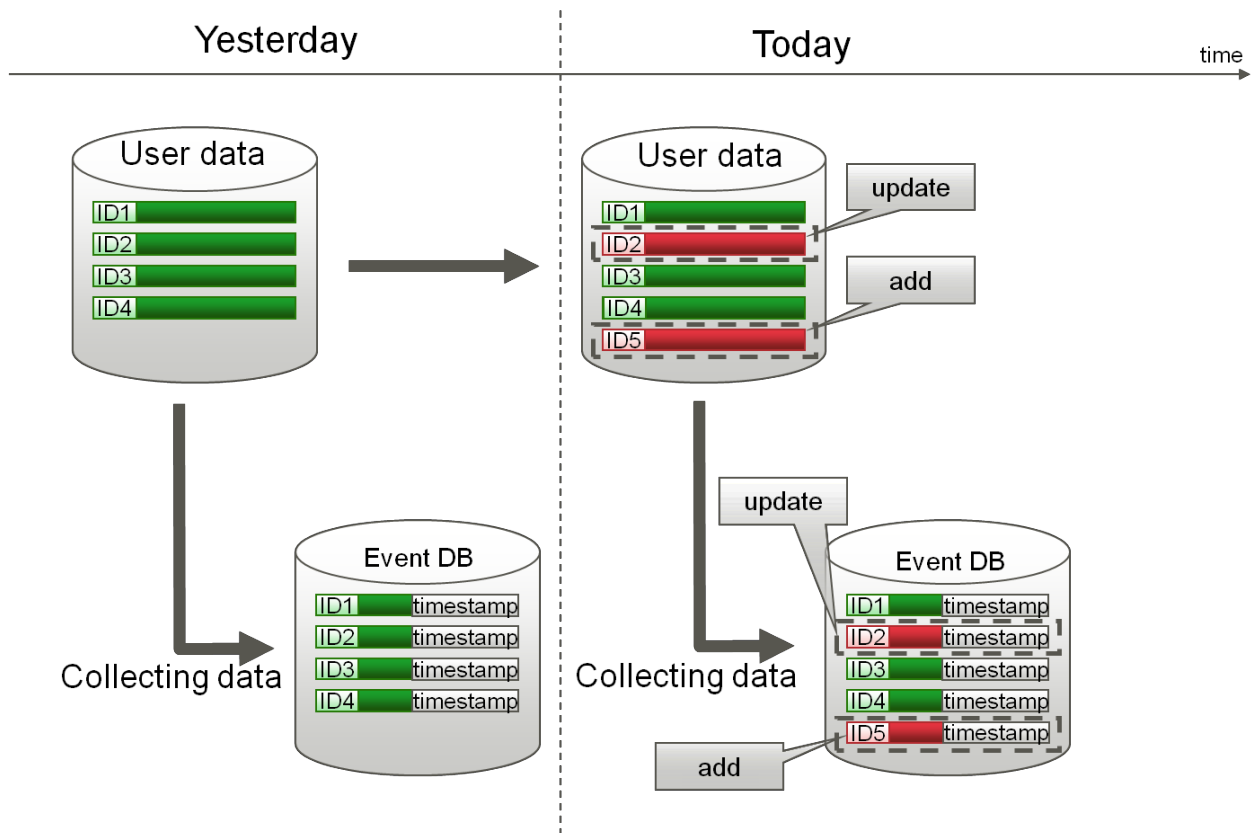 Yesterday
Today
time
User data
ID1
ID2
ID3
ID4
User data
ID1
ID2
ID3
ID4
ID5
update
add
Collecting data
Event DB
ID1 timestamp
ID2 timestamp
ID3 timestamp
ID4 timestamp
Collecting data
update
Event DB
ID1 timestamp
ID2 timestamp
ID3 timestamp
ID4 timestamp
ID5 timestamp
add